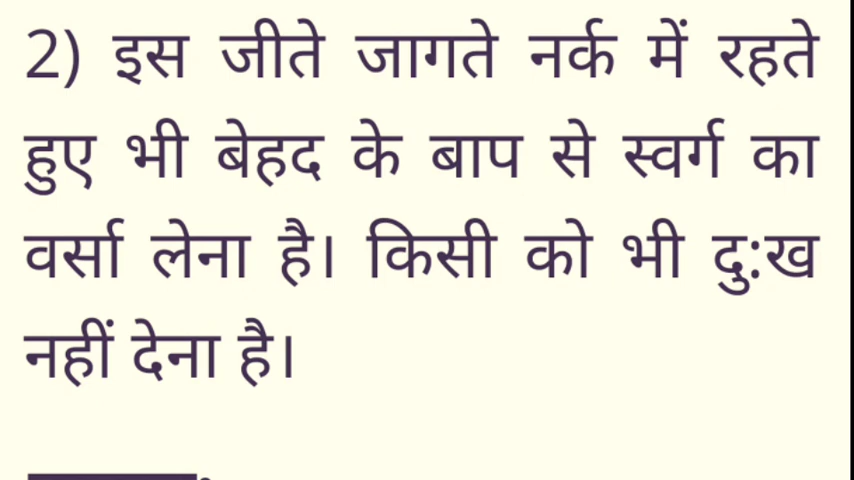 2) इस जीते जागते नर्क में रहते
हुए भी बेहद के बाप से स्वर्ग का
वर्सा लेना है। किसी को भी दु:ख
नहीं देना है।